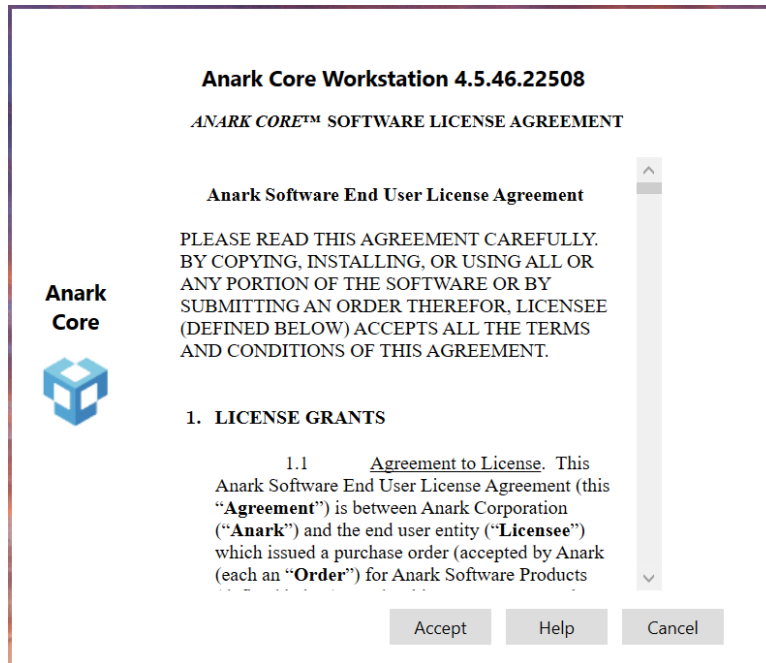 Anark Core Workstation 4.5.46.22508
ANARK CORE™ SOFTWARE LICENSE AGREEMENT
Anark Software End User License Agreement
PLEASE READ THIS AGREEMENT CAREFULLY.
BY COPYING, INSTALLING, OR USING ALL OR
ANY PORTION OF THE SOFTWARE OR BY
SUBMITTING AN ORDER THEREFOR, LICENSEE
(DEFINED BELOW) ACCEPTS ALL THE TERMS
AND CONDITIONS OF THIS AGREEMENT.
Anark
Core
1. LICENSE GRANTS
1.1 Agreement to License. This
Anark Software End User License Agreement (this
“Agreement”) is between Anark Corporation
(“Anark”) and the end user entity (“Licensee”)
which issued a purchase order (accepted by Anark
(each an “Order”) for Anark Software Products
Accept Help Cancel